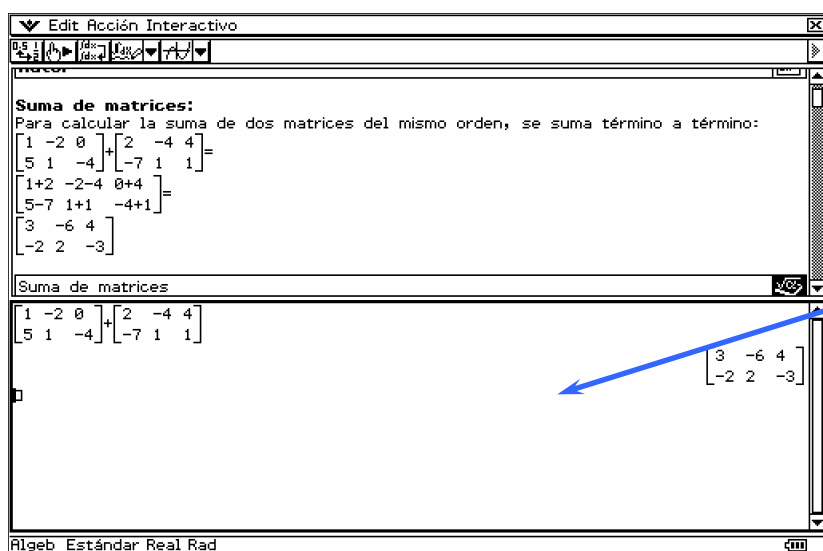 Edit Acción Interactivo
Suma de matrices:
Para calcular la suma de dos matrices del mismo orden, se suma término a término:
[1 -2 0
5 1 -4]+[2 -4 4
-7 1 1]=
[1+2 -2-4 0+4
5-7 1+1 -4+1]=
[3 -6 4
-2 2 -3]
Suma de matrices
[1 -2 0
5 1 -4]+[2 -4 4
-7 1 1]
[3 -6 4
-2 2 -3]
Algeb Estándar Real Rad